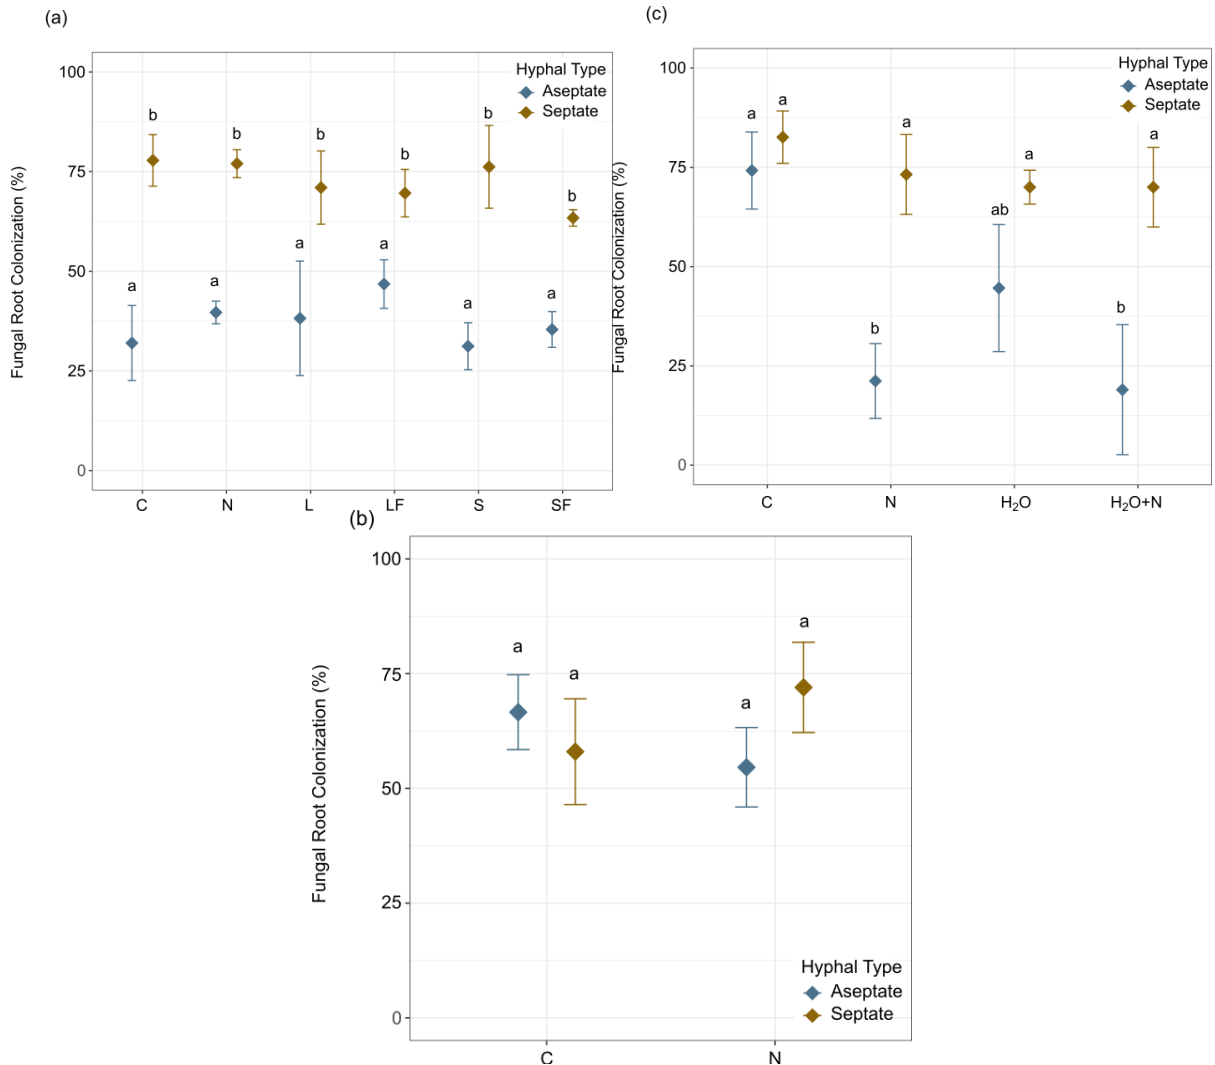 (a)
Hyphal Type
Aseptate
Septate
100
75
50
25
0
Fungal Root Colonization (%)
b
b
b
b
b
b
a
a
a
a
a
a
C N L LF S SF
(c)
Hyphal Type
Aseptate
Septate
100
75
50
25
0
Fungal Root Colonization (%)
a
a
a
a
a
ab
b
b
C N H₂O H₂O+N
(b)
100
75
50
25
0
Fungal Root Colonization (%)
a
a
a
a
Hyphal Type
Aseptate
Septate
C N